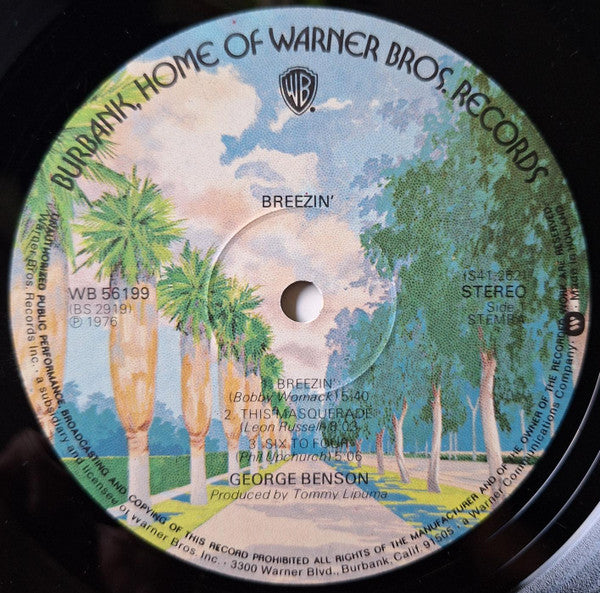 BURBANK, HOME OF WARNER BROS. RECORDS
WB
BREEZIN'
WB 56199
(BS 2919)
℗ 1976
(S41.252)
STEREO
Side
STEMRA
1. BREEZIN'
(Bobby Womack) 5:40
2. THIS MASQUERADE
(Leon Russell) 8:03
3. SIX TO FOUR
(Phil Upchurch) 5:06
GEORGE BENSON
Produced by Tommy Lipuma
UNAUTHORIZED PUBLIC PERFORMANCE BROADCASTING AND COPYING OF THIS RECORD PROHIBITED ALL RIGHTS OF THE MANUFACTURER AND OF THE OWNER OF THE RECORDED WORK ARE RESERVED
Warner Bros. Records Inc., a subsidiary and licensee of Warner Bros. Inc. • 3300 Warner Blvd., Burbank, Calif. 91505 • a Warner Communications Company